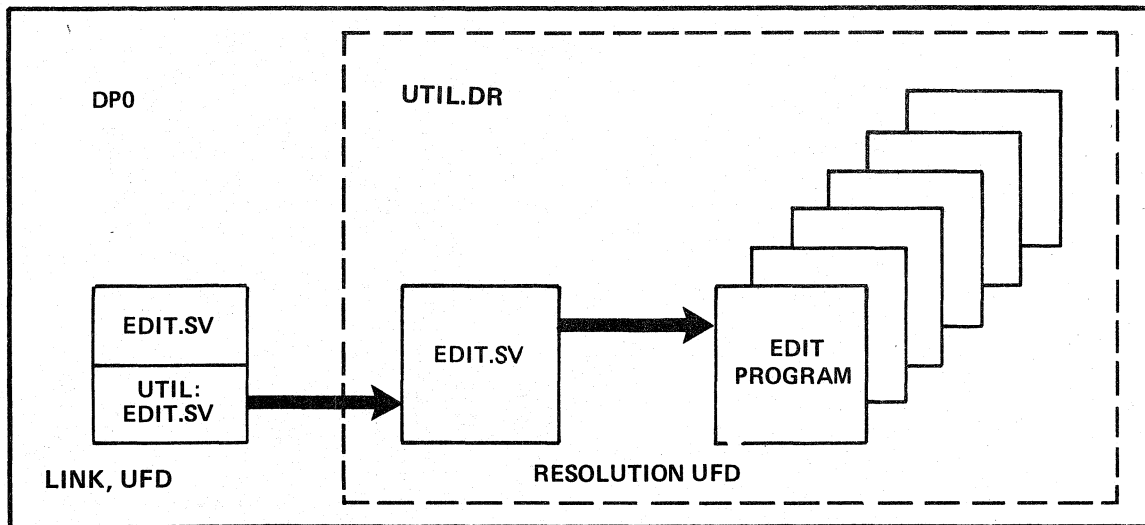 DP0
UTIL.DR
EDIT.SV
UTIL:
EDIT.SV
EDIT.SV
EDIT
PROGRAM
LINK, UFD
RESOLUTION UFD